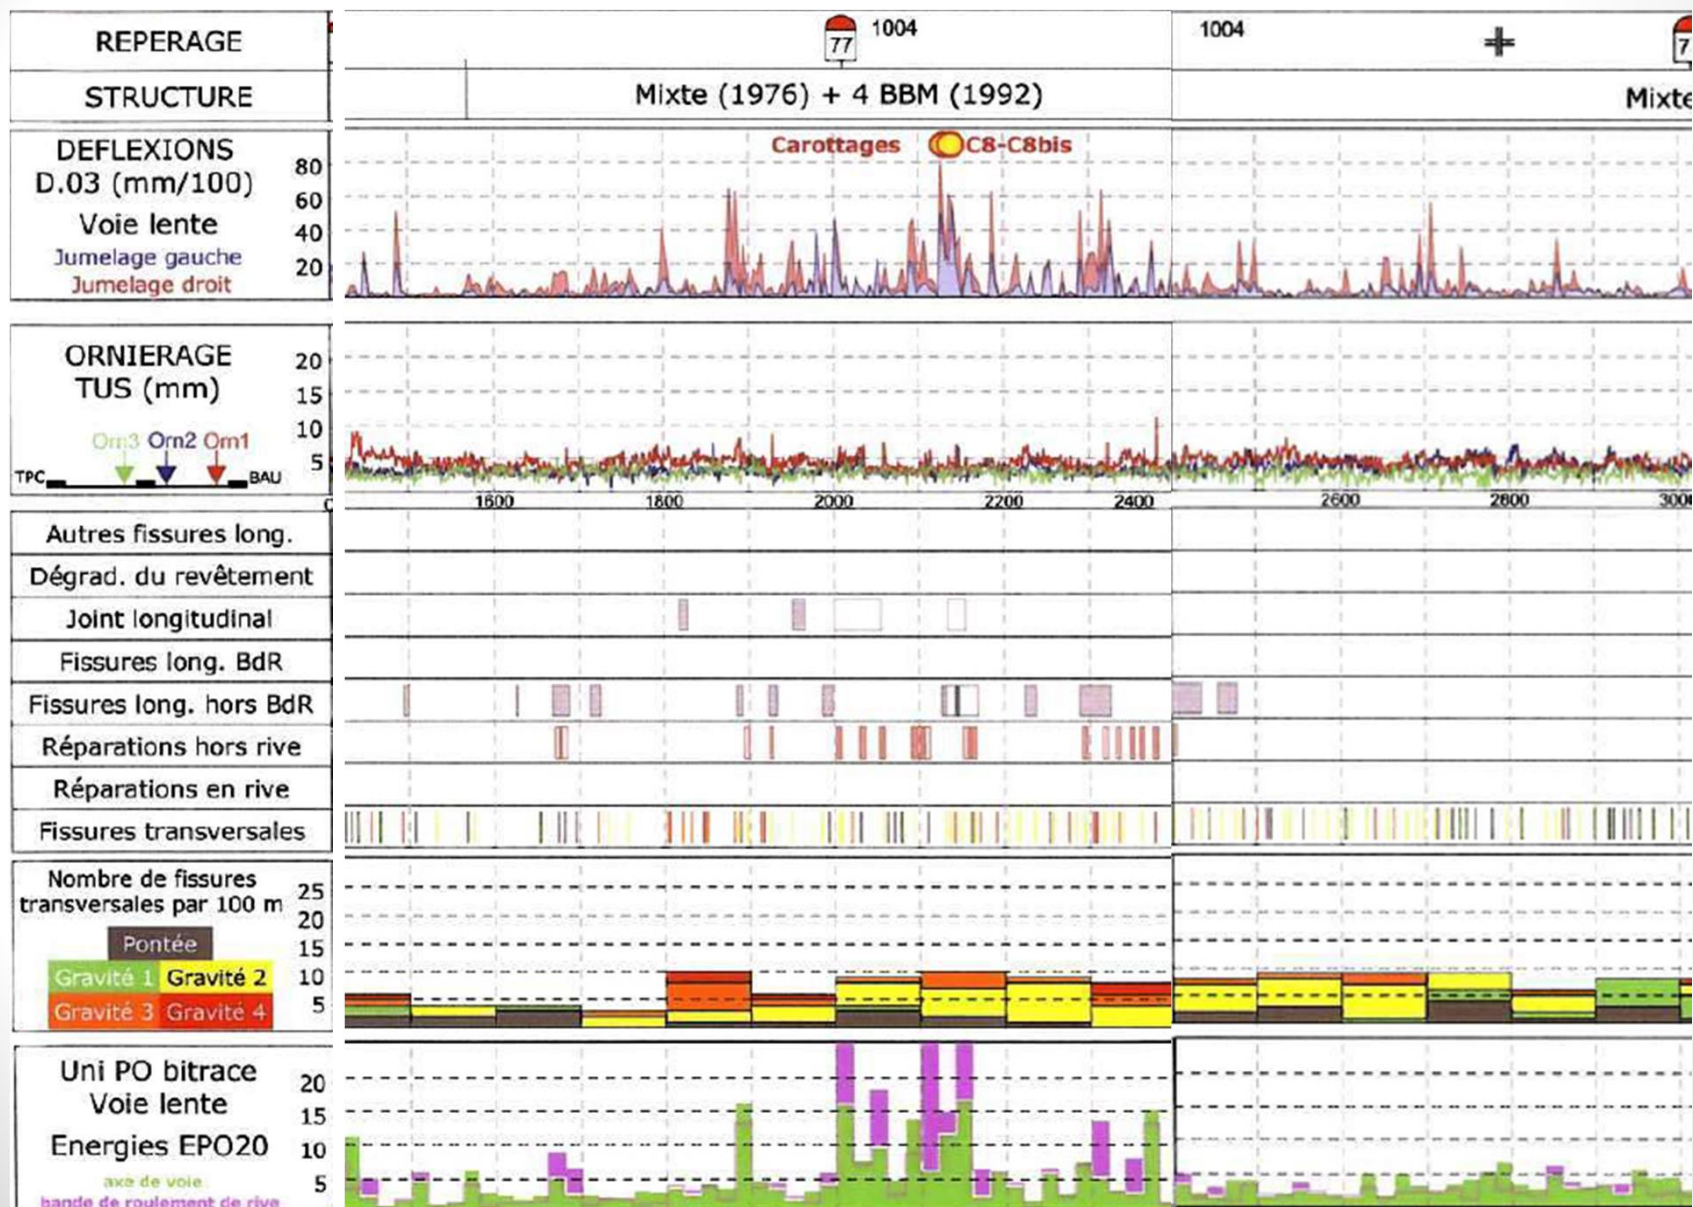 REPERAGE
77
1004
1004
7
STRUCTURE
Mixte (1976) + 4 BBM (1992)
Mixte
DEFLEXIONS
D.03 (mm/100)
Voie lente
Jumelage gauche
Jumelage droit
80
60
40
20
Carottages
C8-C8bis
ORNIERAGE
TUS (mm)
Orn3 Orn2 Orn1
TPC
BAU
20
15
10
5
1600
1800
2000
2200
2400
2600
2800
3000
Autres fissures long.
Dégrad. du revêtement
Joint longitudinal
Fissures long. BdR
Fissures long. hors BdR
Réparations hors rive
Réparations en rive
Fissures transversales
Nombre de fissures
transversales par 100 m
Pontée
Gravité 1 Gravité 2
Gravité 3 Gravité 4
25
20
15
10
5
Uni PO bitrace
Voie lente
Energies EPO20
axe de voie
bande de roulement de rive
20
15
10
5